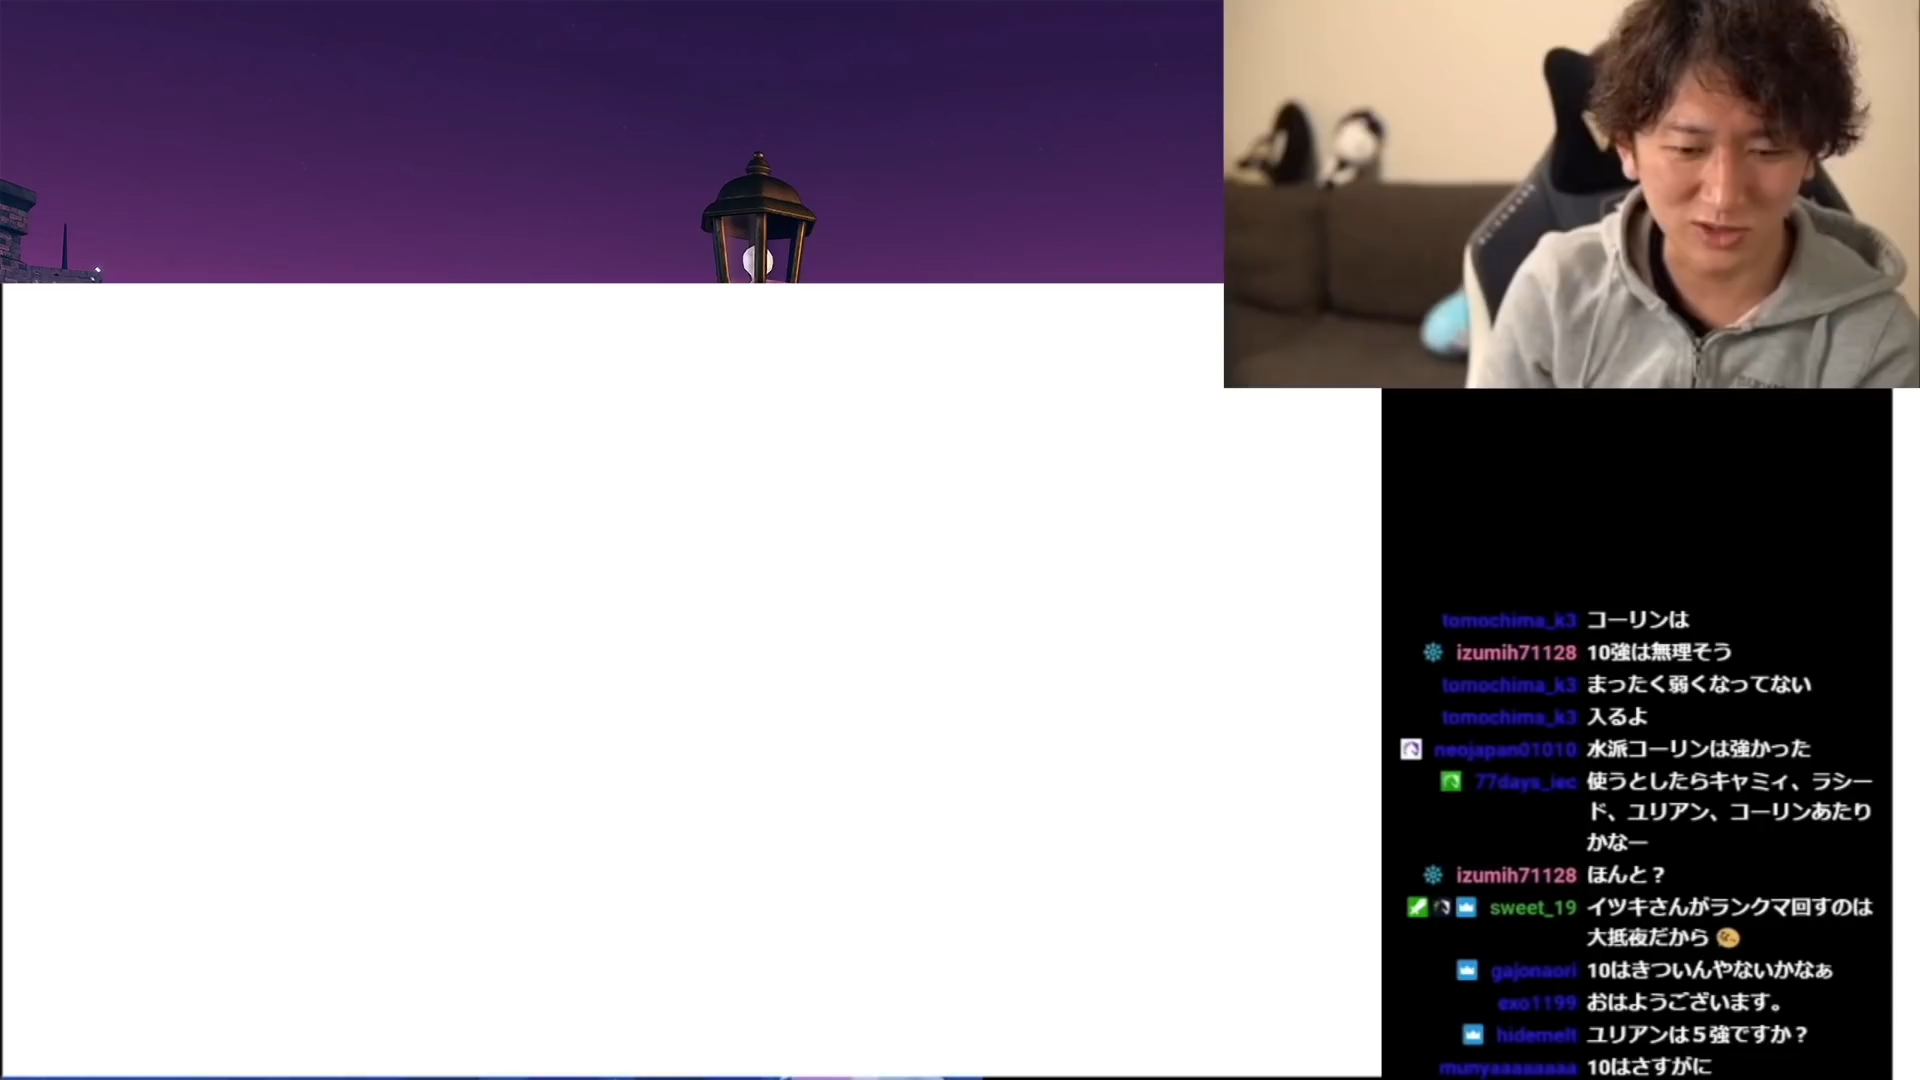 tomochima_k3 コーリンは
izumih71128 10強は無理そう
tomochima_k3 まったく弱くなってない
tomochima_k3 入るよ
neojapan01010 水派コーリンは強かった
77days_iec 使うとしたらキャミィ、ラシー
ド、ユリアン、コーリンあたり
かなー
izumih71128 ほんと？
sweet_19 イツキさんがランクマ回すのは
大抵夜だから
gajonaori 10はきついんやないかなぁ
exo1199 おはようございます。
hidemelt ユリアンは５強ですか？
munyaaaaaaaa 10はさすがに